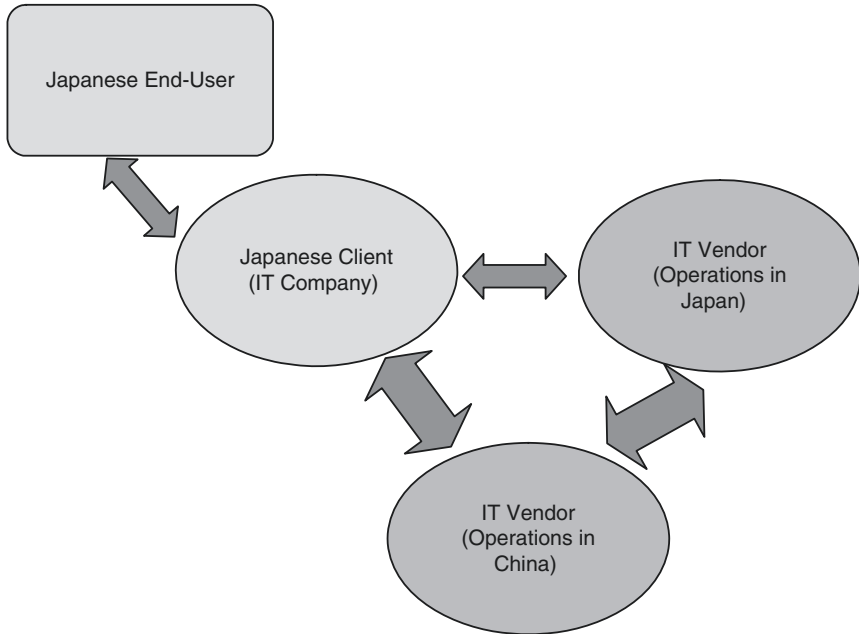 Japanese End-User
Japanese Client
(IT Company)
IT Vendor
(Operations in
Japan)
IT Vendor
(Operations in
China)